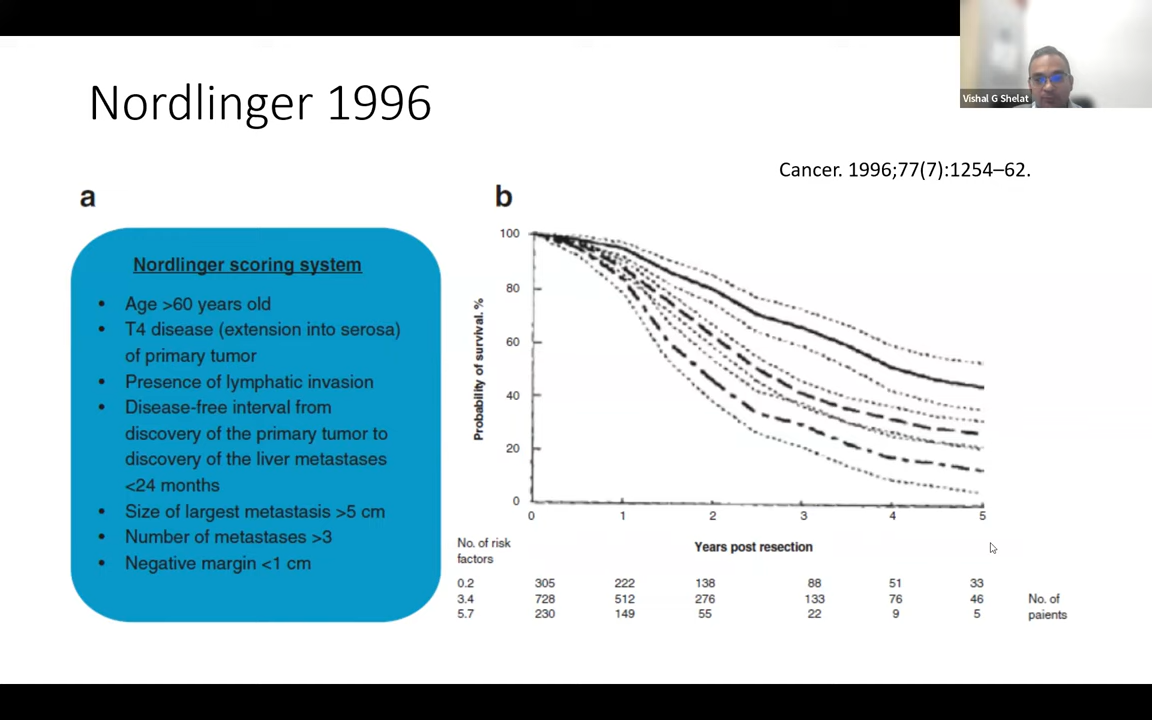 Vishal G Shelat
Nordlinger 1996
Cancer. 1996;77(7):1254–62.
a
Nordlinger scoring system
• Age >60 years old
• T4 disease (extension into serosa)
of primary tumor
• Presence of lymphatic invasion
• Disease-free interval from
discovery of the primary tumor to
discovery of the liver metastases
<24 months
• Size of largest metastasis >5 cm
• Number of metastases >3
• Negative margin <1 cm
b
Probability of survival. %
100
80
60
40
20
0
0 1 2 3 4 5
Years post resection
No. of risk
factors
0.2 305 222 138 88 51 33
3.4 728 512 276 133 76 46
5.7 230 149 55 22 9 5
No. of
paients